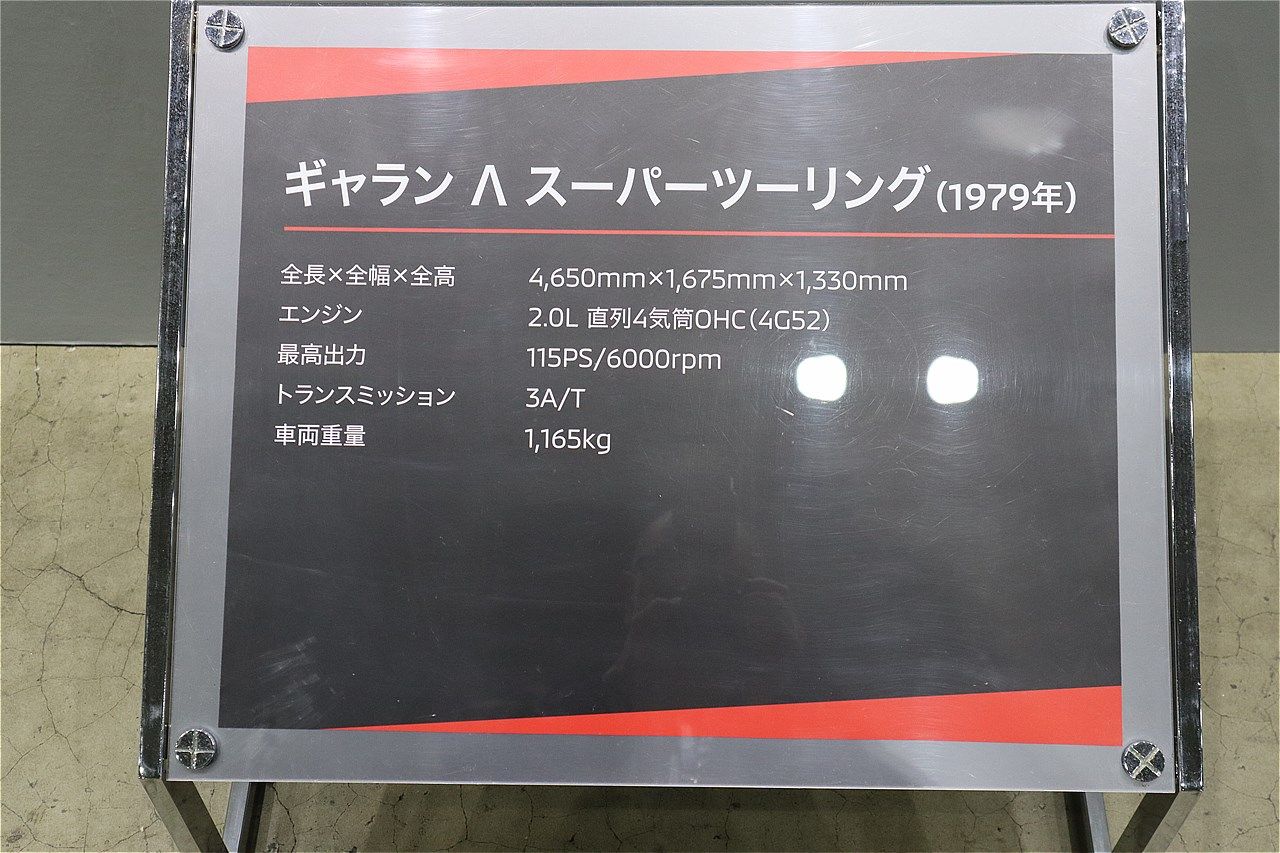 ギャラン Λ スーパーツーリング(1979年)
全長×全幅×全高 4,650mm×1,675mm×1,330mm
エンジン 2.0L 直列4気筒OHC(4G52)
最高出力 115PS/6000rpm
トランスミッション 3A/T
車両重量 1,165kg